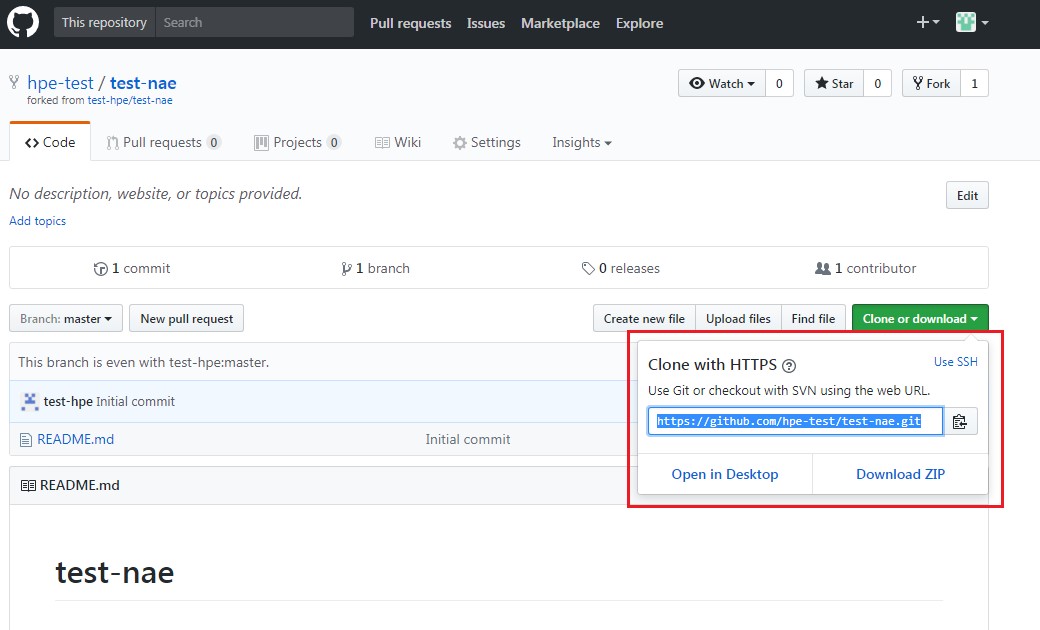 This repository Search Pull requests Issues Marketplace Explore
hpe-test / test-nae Watch 0 Star 0 Fork 1
forked from test-hpe/test-nae
Code Pull requests 0 Projects 0 Wiki Settings Insights
No description, website, or topics provided. Edit
Add topics
1 commit 1 branch 0 releases 1 contributor
Branch: master New pull request Create new file Upload files Find file Clone or download
This branch is even with test-hpe:master.
Clone with HTTPS ? Use SSH
Use Git or checkout with SVN using the web URL.
test-hpe Initial commit
https://github.com/hpe-test/test-nae.git
README.md Initial commit
Open in Desktop Download ZIP
README.md
test-nae